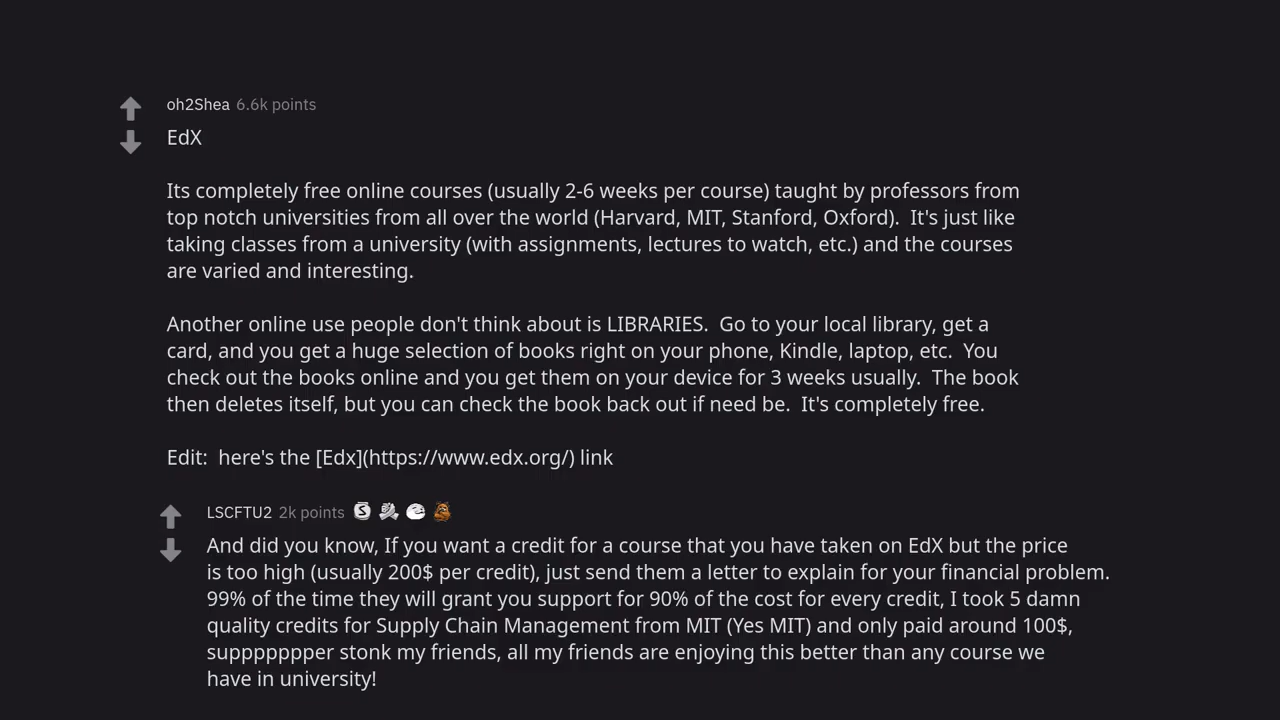 oh2Shea 6.6k points
EdX
Its completely free online courses (usually 2-6 weeks per course) taught by professors from
top notch universities from all over the world (Harvard, MIT, Stanford, Oxford).  It's just like
taking classes from a university (with assignments, lectures to watch, etc.) and the courses
are varied and interesting.
Another online use people don't think about is LIBRARIES.  Go to your local library, get a
card, and you get a huge selection of books right on your phone, Kindle, laptop, etc.  You
check out the books online and you get them on your device for 3 weeks usually.  The book
then deletes itself, but you can check the book back out if need be.  It's completely free.
Edit:  here's the [Edx](https://www.edx.org/) link
LSCFTU2 2k points
And did you know, If you want a credit for a course that you have taken on EdX but the price
is too high (usually 200$ per credit), just send them a letter to explain for your financial problem.
99% of the time they will grant you support for 90% of the cost for every credit, I took 5 damn
quality credits for Supply Chain Management from MIT (Yes MIT) and only paid around 100$,
suppppppper stonk my friends, all my friends are enjoying this better than any course we
have in university!